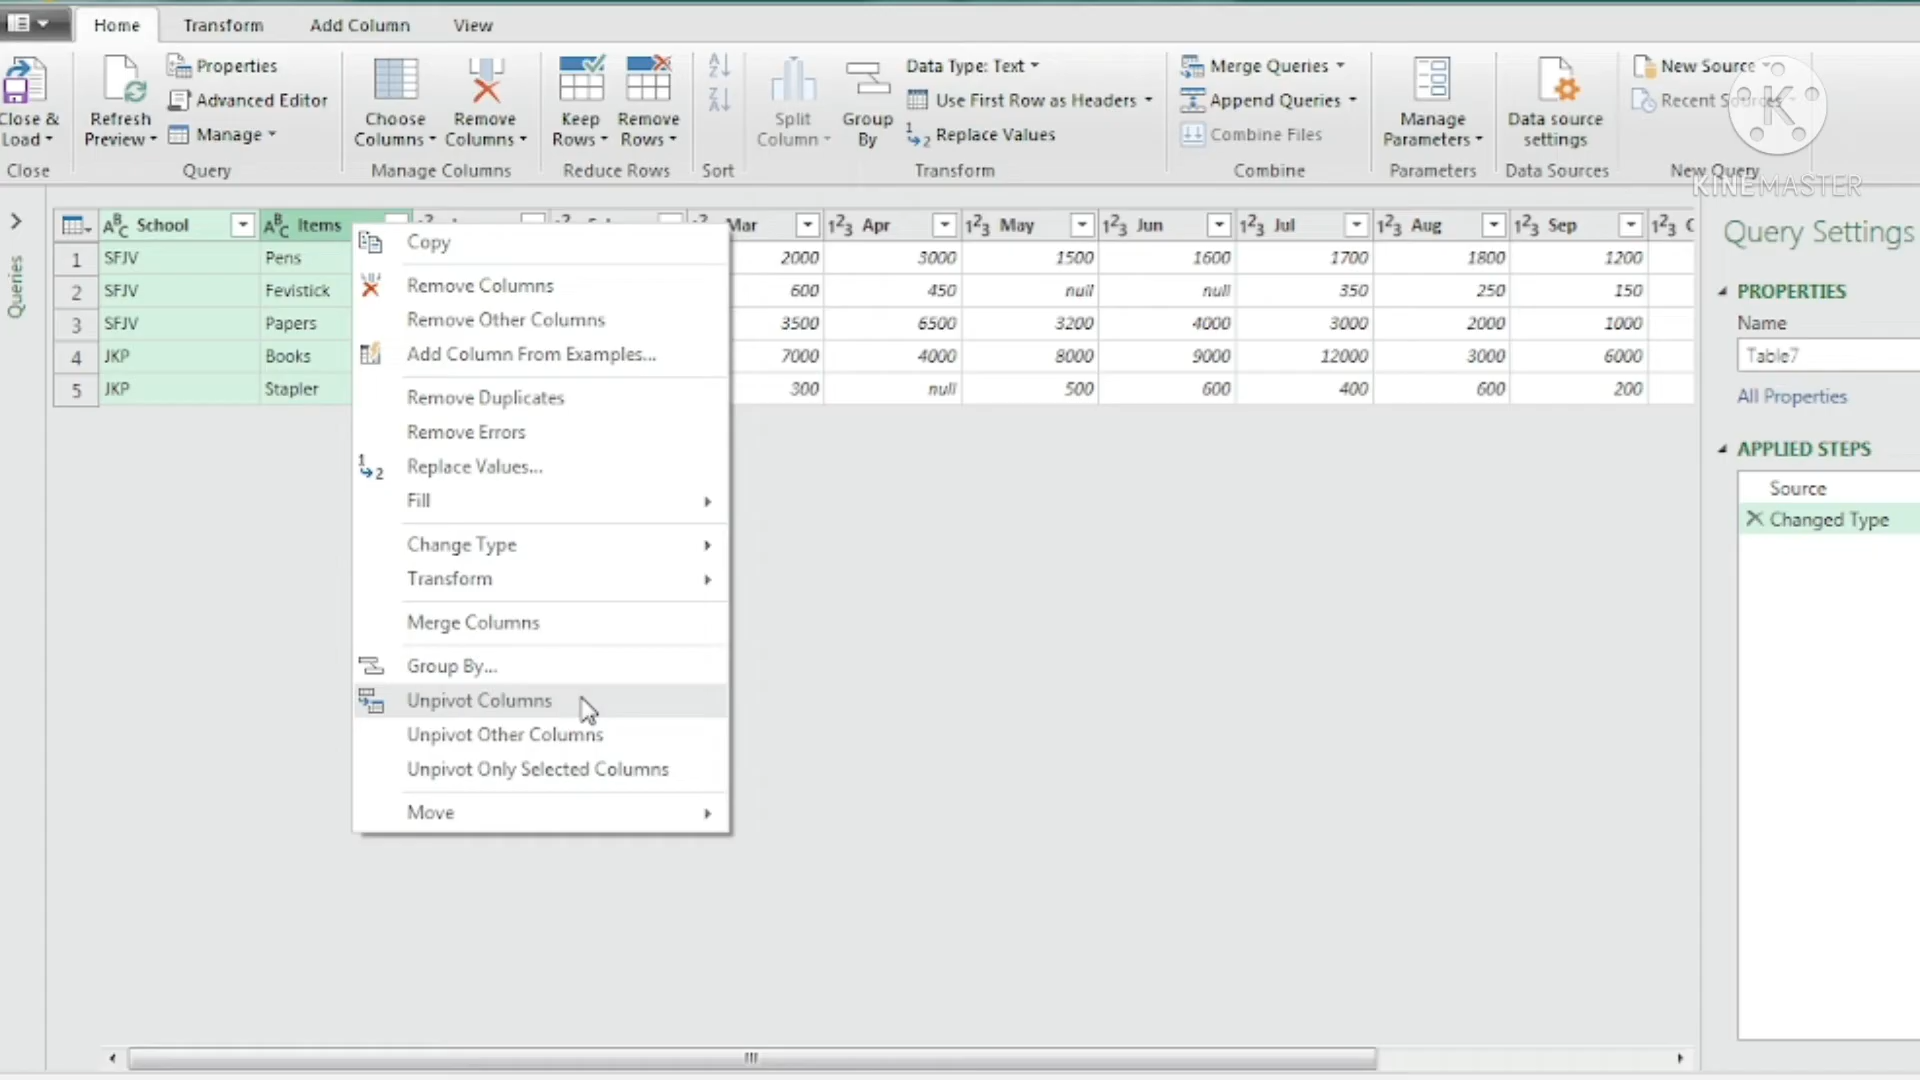 Home Transform Add Column View
Close & Load
Refresh Preview
Properties
Advanced Editor
Manage
Choose Columns
Remove Columns
Keep Rows
Remove Rows
Split Column
Group By
Data Type: Text
Use First Row as Headers
Replace Values
Merge Queries
Append Queries
Combine Files
Manage Parameters
Data source settings
New Source
Recent Sources
Close Query Manage Columns Reduce Rows Sort Transform Combine Parameters Data Sources New Query
K
KINEMASTER
Queries
School Items Mar Apr May Jun Jul Aug Sep
1 SFJV Pens 2000 3000 1500 1600 1700 1800 1200
2 SFJV Fevistick 600 450 null null 350 250 150
3 SFJV Papers 3500 6500 3200 4000 3000 2000 1000
4 JKP Books 7000 4000 8000 9000 12000 3000 6000
5 JKP Stapler 300 null 500 600 400 600 200
Copy
Remove Columns
Remove Other Columns
Add Column From Examples...
Remove Duplicates
Remove Errors
Replace Values...
Fill
Change Type
Transform
Merge Columns
Group By...
Unpivot Columns
Unpivot Other Columns
Unpivot Only Selected Columns
Move
Query Settings
PROPERTIES
Name
Table7
All Properties
APPLIED STEPS
Source
Changed Type